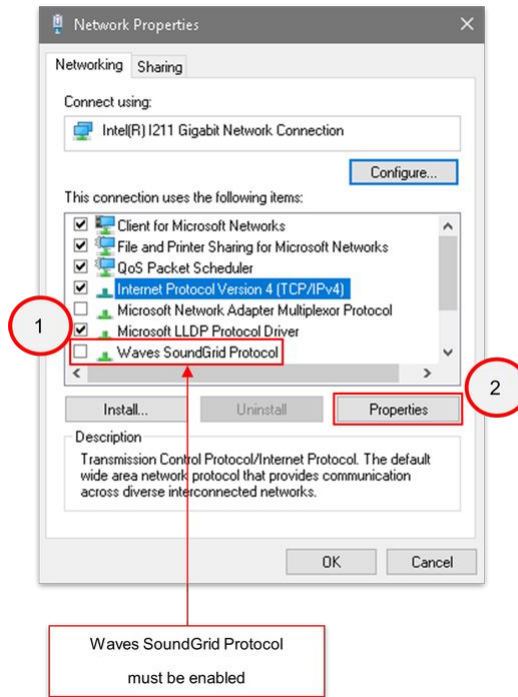 Network Properties
Networking Sharing
Connect using:
Intel(R) I211 Gigabit Network Connection
Configure...
This connection uses the following items:
Client for Microsoft Networks
File and Printer Sharing for Microsoft Networks
QoS Packet Scheduler
Internet Protocol Version 4 (TCP/IPv4)
Microsoft Network Adapter Multiplexor Protocol
1
Microsoft LLDP Protocol Driver
Waves SoundGrid Protocol
2
Install... Uninstall Properties
Description
Transmission Control Protocol/Internet Protocol. The default
wide area network protocol that provides communication
across diverse interconnected networks.
OK Cancel
Waves SoundGrid Protocol
must be enabled